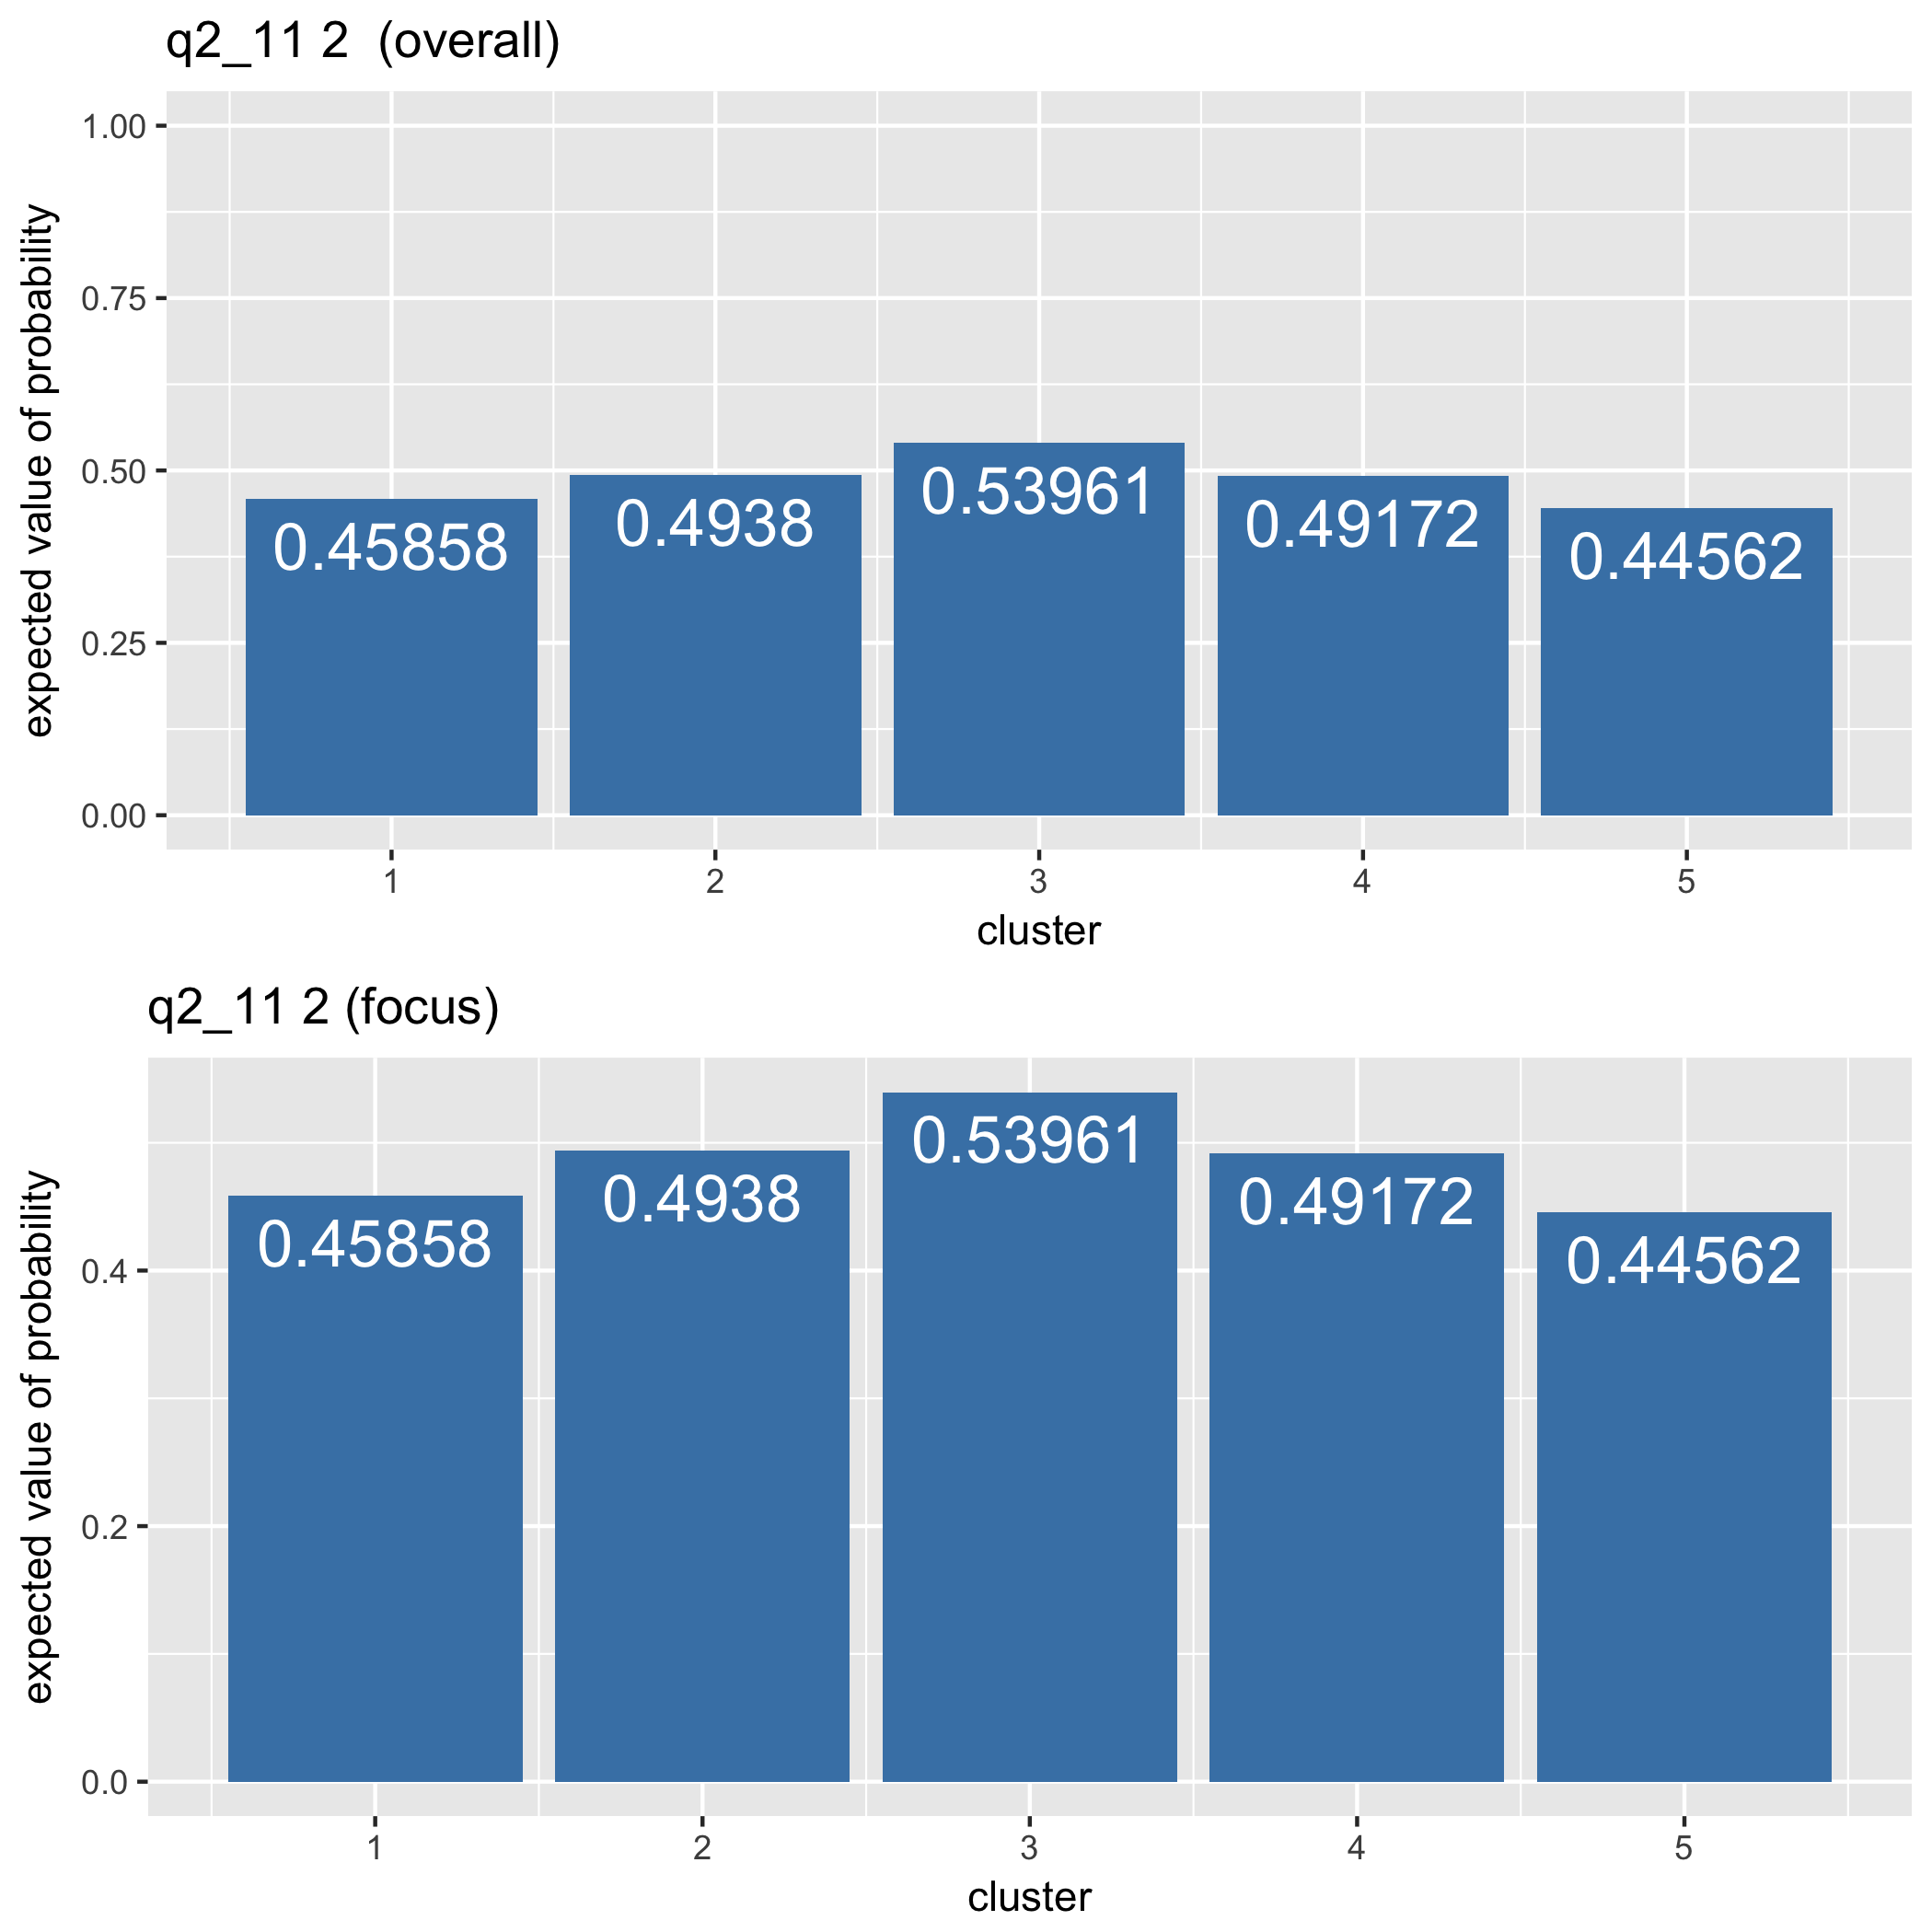 q2_11 2  (overall)
expected value of probability
1.00
0.75
0.50
0.25
0.00
0.45858
0.4938
0.53961
0.49172
0.44562
1 2 3 4 5
cluster
q2_11 2 (focus)
expected value of probability
0.4
0.2
0.0
0.45858
0.4938
0.53961
0.49172
0.44562
1 2 3 4 5
cluster